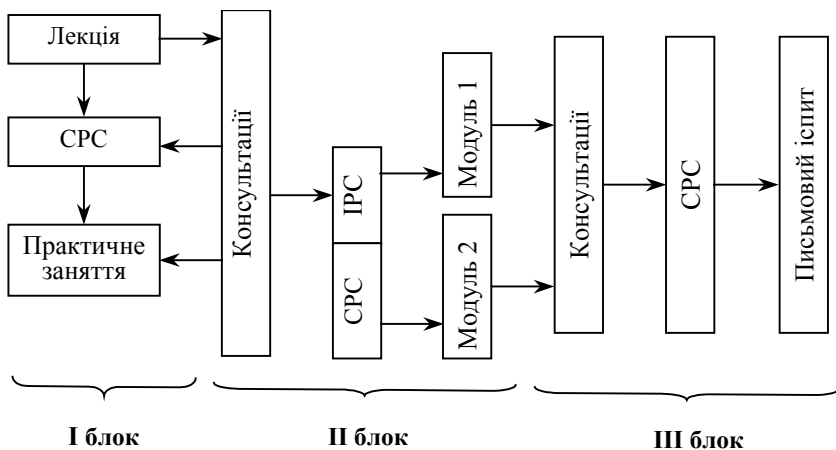 Лекція
СРС
Практичне
заняття
Консультації
ІРС
СРС
Модуль 1
Модуль 2
Консультації
СРС
Письмовий іспит
І блок
ІІ блок
ІІІ блок